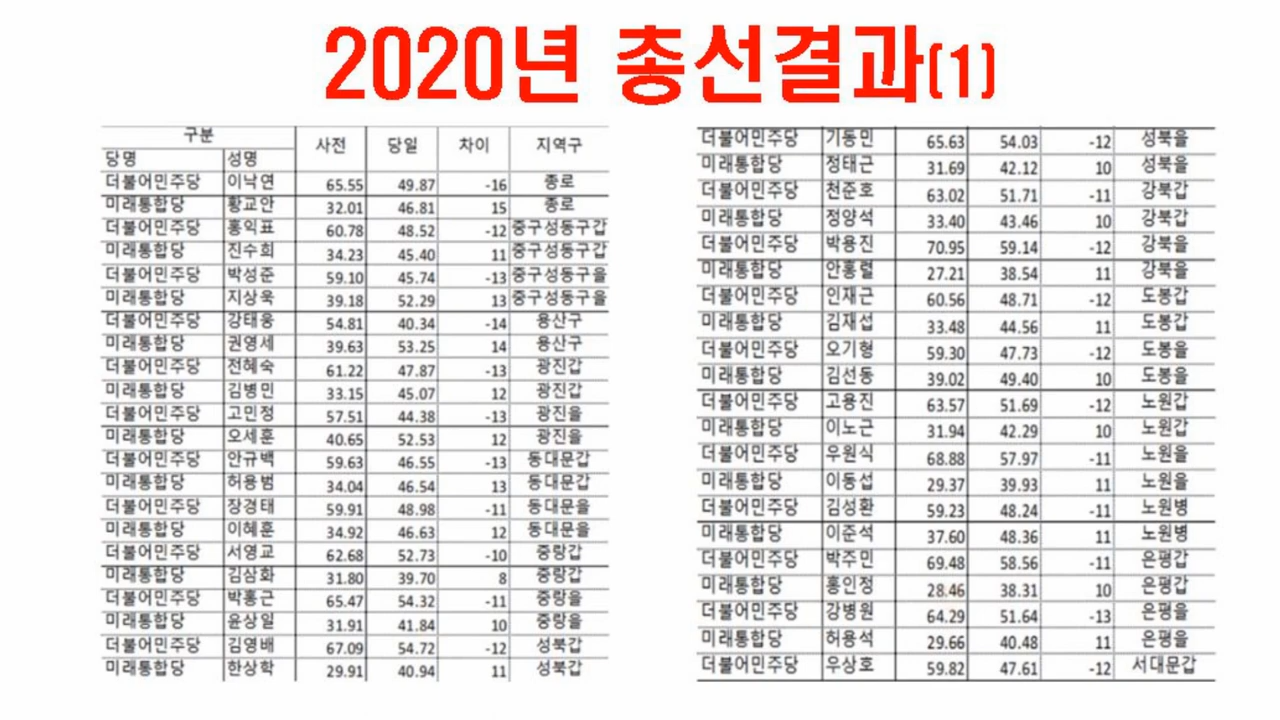 2020년 총선결과(1)
구분 사전 당일 차이 지역구
당명 성명
더불어민주당 이낙연 65.55 49.87 -16 종로
미래통합당 황교안 32.01 46.81 15 종로
더불어민주당 홍익표 60.78 48.52 -12 중구성동구갑
미래통합당 진수희 34.23 45.40 11 중구성동구갑
더불어민주당 박성준 59.10 45.74 -13 중구성동구을
미래통합당 지상욱 39.18 52.29 13 중구성동구을
더불어민주당 강태웅 54.81 40.34 -14 용산구
미래통합당 권영세 39.63 53.25 14 용산구
더불어민주당 전혜숙 61.22 47.87 -13 광진갑
미래통합당 김병민 33.15 45.07 12 광진갑
더불어민주당 고민정 57.51 44.38 -13 광진을
미래통합당 오세훈 40.65 52.53 12 광진을
더불어민주당 안규백 59.63 46.55 -13 동대문갑
미래통합당 허용범 34.04 46.54 13 동대문갑
더불어민주당 장경태 59.91 48.98 -11 동대문을
미래통합당 이혜훈 34.92 46.63 12 동대문을
더불어민주당 서영교 62.68 52.73 -10 중랑갑
미래통합당 김삼화 31.80 39.70 8 중랑갑
더불어민주당 박홍근 65.47 54.32 -11 중랑을
미래통합당 윤상일 31.91 41.84 10 중랑을
더불어민주당 김영배 67.09 54.72 -12 성북갑
미래통합당 한상학 29.91 40.94 11 성북갑
더불어민주당 기동민 65.63 54.03 -12 성북을
미래통합당 정태근 31.69 42.12 10 성북을
더불어민주당 천준호 63.02 51.71 -11 강북갑
미래통합당 정양석 33.40 43.46 10 강북갑
더불어민주당 박용진 70.95 59.14 -12 강북을
미래통합당 안홍렬 27.21 38.54 11 강북을
더불어민주당 인재근 60.56 48.71 -12 도봉갑
미래통합당 김재섭 33.48 44.56 11 도봉갑
더불어민주당 오기형 59.30 47.73 -12 도봉을
미래통합당 김선동 39.02 49.40 10 도봉을
더불어민주당 고용진 63.57 51.69 -12 노원갑
미래통합당 이노근 31.94 42.29 10 노원갑
더불어민주당 우원식 68.88 57.97 -11 노원을
미래통합당 이동섭 29.37 39.93 11 노원을
더불어민주당 김성환 59.23 48.24 -11 노원병
미래통합당 이준석 37.60 48.36 11 노원병
더불어민주당 박주민 69.48 58.56 -11 은평갑
미래통합당 홍인정 28.46 38.31 10 은평갑
더불어민주당 강병원 64.29 51.64 -13 은평을
미래통합당 허용석 29.66 40.48 11 은평을
더불어민주당 우상호 59.82 47.61 -12 서대문갑